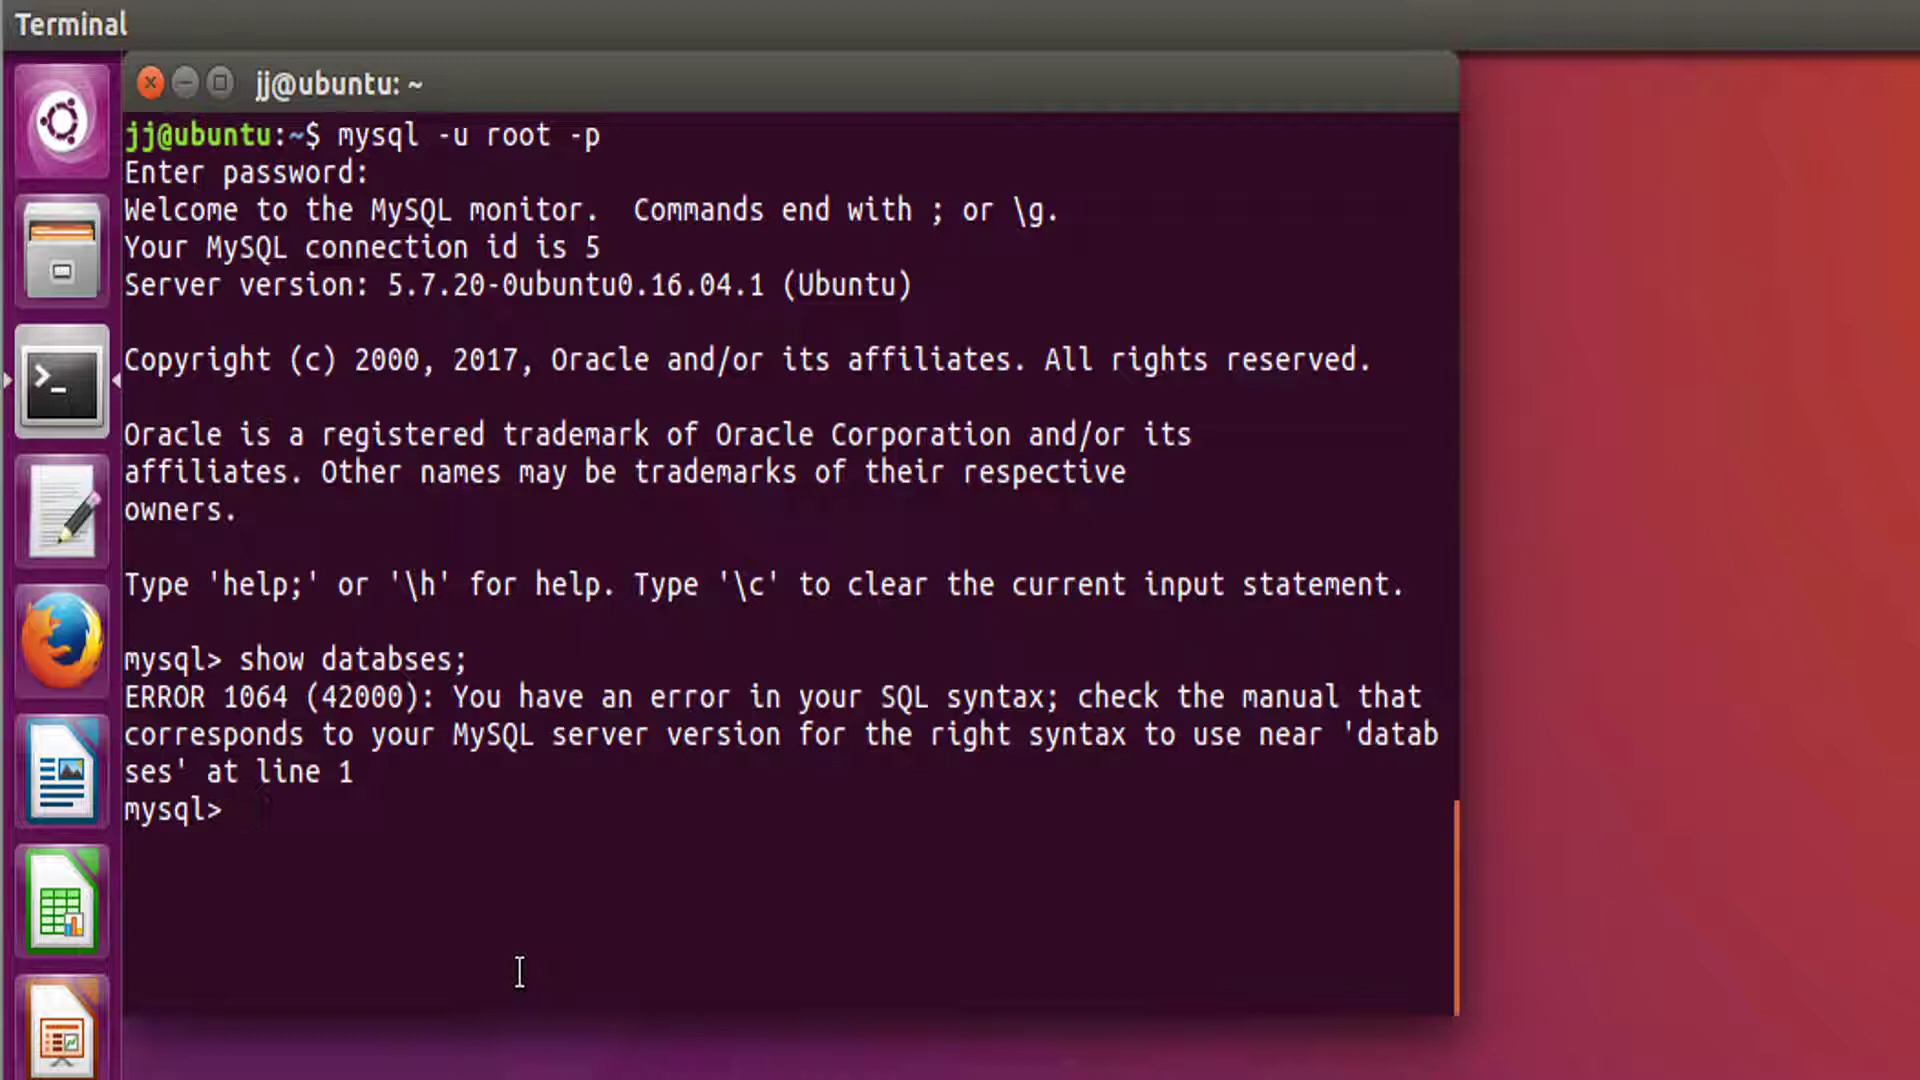 Terminal
jj@ubuntu: ~
jj@ubuntu:~$ mysql -u root -p
Enter password:
Welcome to the MySQL monitor.  Commands end with ; or \g.
Your MySQL connection id is 5
Server version: 5.7.20-0ubuntu0.16.04.1 (Ubuntu)
Copyright (c) 2000, 2017, Oracle and/or its affiliates. All rights reserved.
Oracle is a registered trademark of Oracle Corporation and/or its
affiliates. Other names may be trademarks of their respective
owners.
Type 'help;' or '\h' for help. Type '\c' to clear the current input statement.
mysql> show databses;
ERROR 1064 (42000): You have an error in your SQL syntax; check the manual that
corresponds to your MySQL server version for the right syntax to use near 'datab
ses' at line 1
mysql>